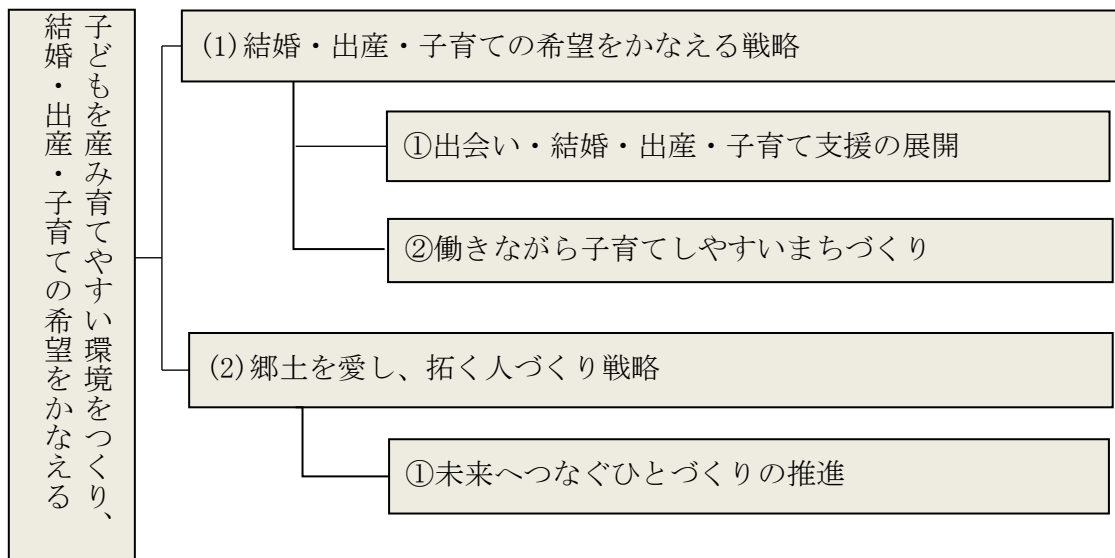 子どもを産み育てやすい環境をつくり、
結婚・出産・子育ての希望をかなえる
(1)結婚・出産・子育ての希望をかなえる戦略
①出会い・結婚・出産・子育て支援の展開
②働きながら子育てしやすいまちづくり
(2)郷土を愛し、拓く人づくり戦略
①未来へつなぐひとづくりの推進